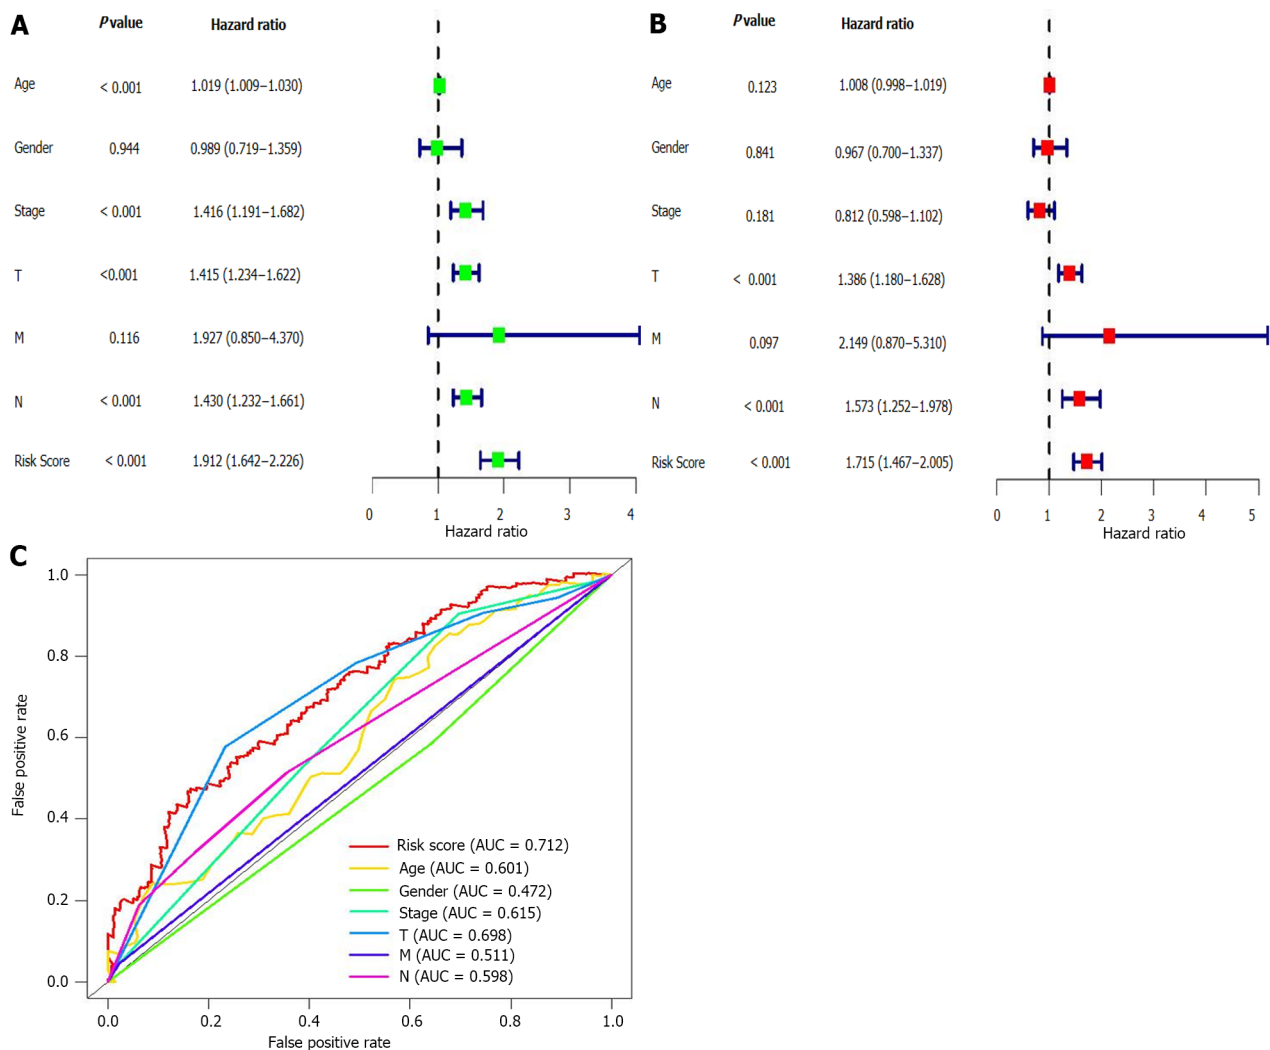 A
P value Hazard ratio
Age < 0.001 1.019 (1.009−1.030)
Gender 0.944 0.989 (0.719−1.359)
Stage < 0.001 1.416 (1.191−1.682)
T <0.001 1.415 (1.234−1.622)
M 0.116 1.927 (0.850−4.370)
N < 0.001 1.430 (1.232−1.661)
Risk Score < 0.001 1.912 (1.642−2.226)
0 1 2 3 4
Hazard ratio
B
P value Hazard ratio
Age 0.123 1.008 (0.998−1.019)
Gender 0.841 0.967 (0.700−1.337)
Stage 0.181 0.812 (0.598−1.102)
T < 0.001 1.386 (1.180−1.628)
M 0.097 2.149 (0.870-5.310)
N < 0.001 1.573 (1.252−1.978)
Risk Score < 0.001 1.715 (1.467−2.005)
0 1 2 3 4 5
Hazard ratio
C
False positive rate
1.0
0.8
0.6
0.4
0.2
0.0
Risk score (AUC = 0.712)
Age (AUC = 0.601)
Gender (AUC = 0.472)
Stage (AUC = 0.615)
T (AUC = 0.698)
M (AUC = 0.511)
N (AUC = 0.598)
0.0 0.2 0.4 0.6 0.8 1.0
False positive rate